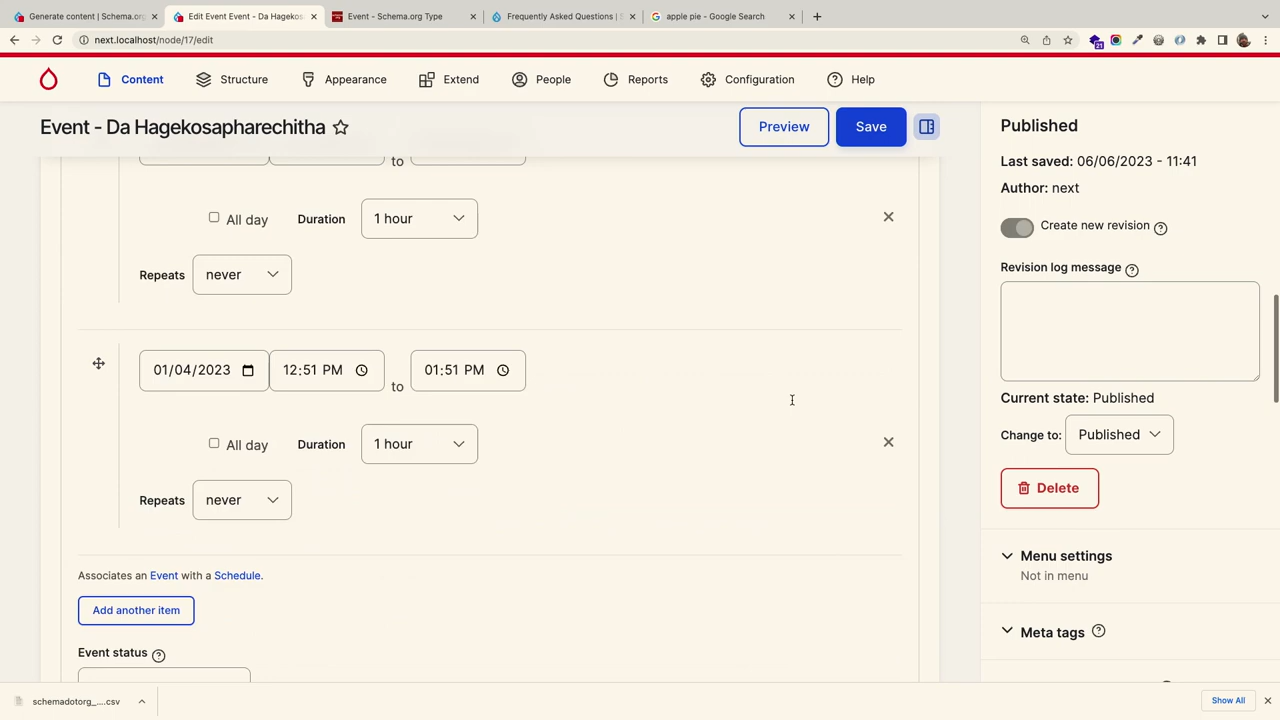 Generate content | Schema.org
Edit Event Event - Da Hagekos
Event - Schema.org Type
Frequently Asked Questions | S
apple pie - Google Search
next.localhost/node/17/edit
21
Content
Structure
Appearance
Extend
People
Reports
Configuration
Help
Event - Da Hagekosapharechitha
Preview
Save
Published
Last saved: 06/06/2023 - 11:41
Author: next
Create new revision
Revision log message
Current state: Published
Change to: Published
Delete
Menu settings
Not in menu
Meta tags
to
All day Duration 1 hour
Repeats never
01/04/2023 12:51 PM to 01:51 PM
All day Duration 1 hour
Repeats never
Associates an Event with a Schedule.
Add another item
Event status
schemadotorg_....csv
Show All